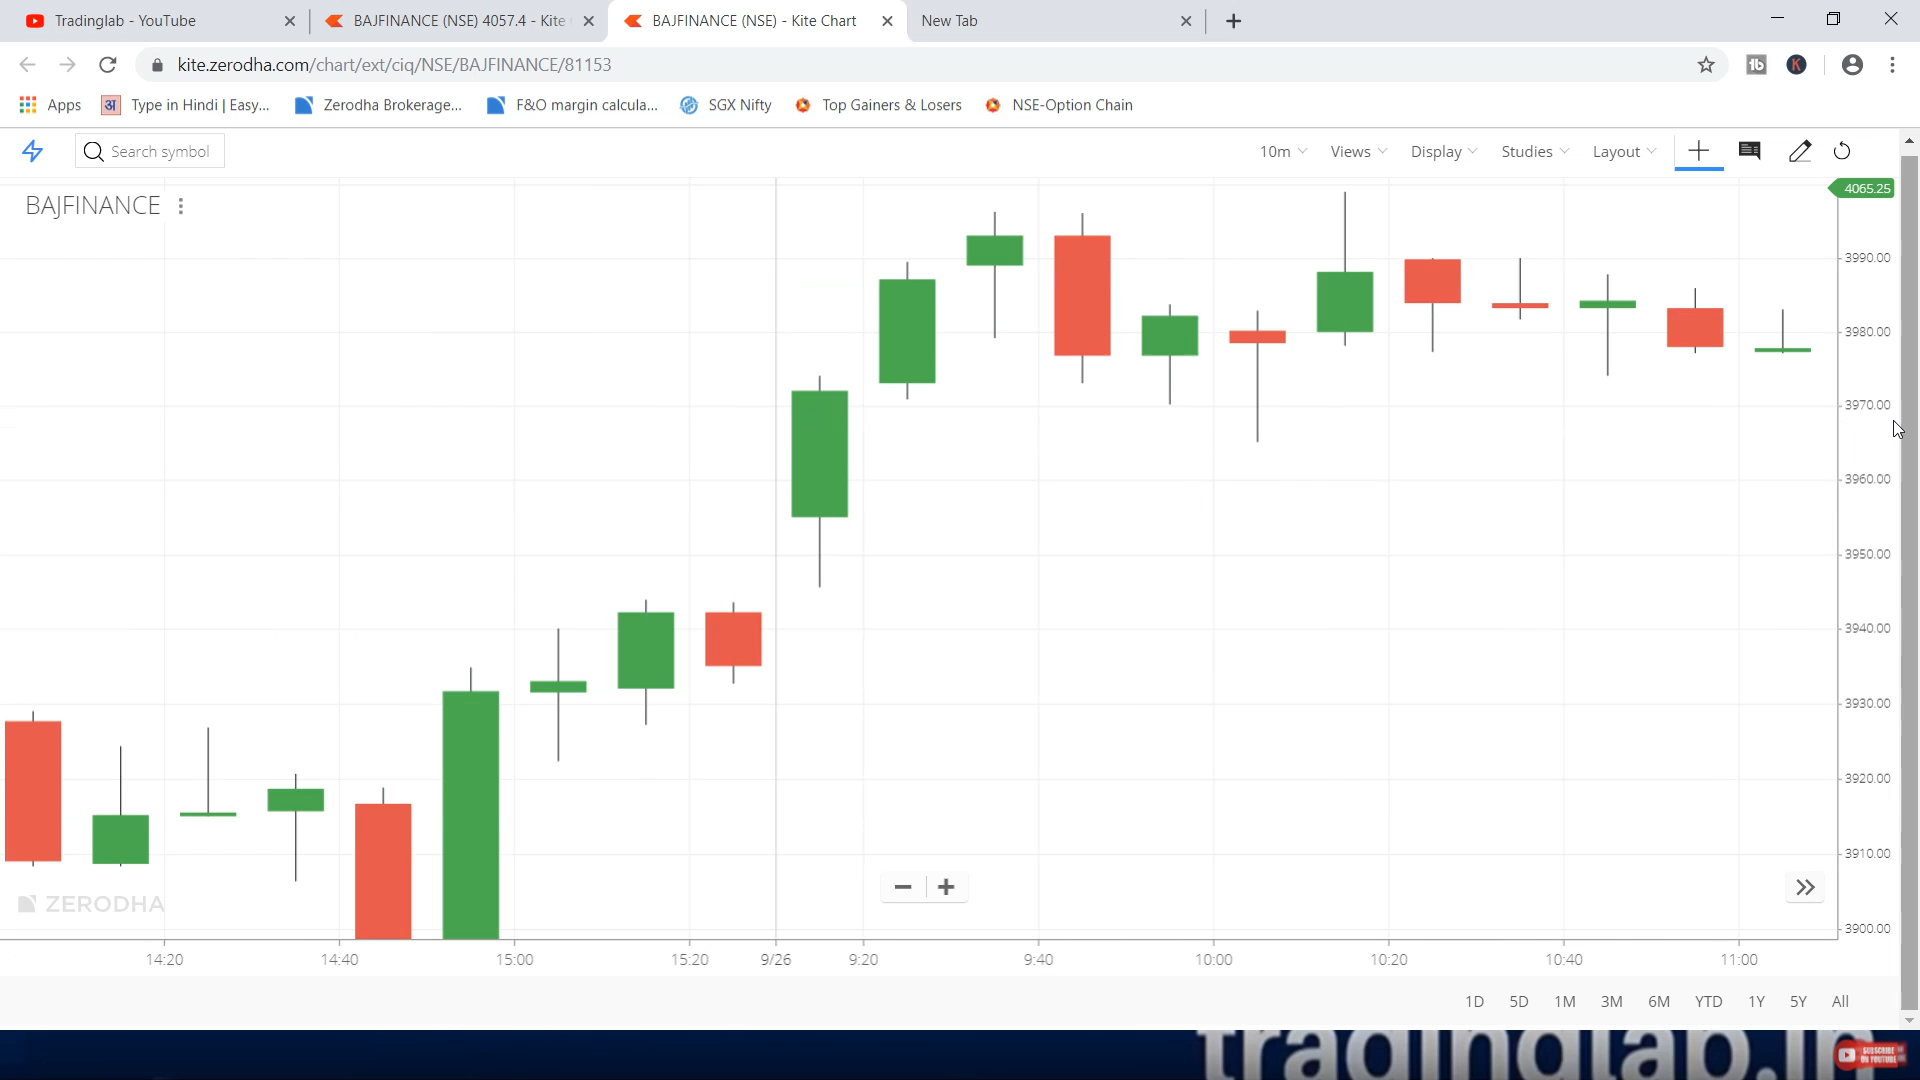 Tradinglab - YouTube
BAJFINANCE (NSE) 4057.4 - Kite
BAJFINANCE (NSE) - Kite Chart
New Tab
kite.zerodha.com/chart/ext/ciq/NSE/BAJFINANCE/81153
Apps
अ
Type in Hindi | Easy...
Zerodha Brokerage...
F&O margin calcula...
SGX Nifty
Top Gainers & Losers
NSE-Option Chain
Search symbol
10m
Views
Display
Studies
Layout
BAJFINANCE
4065.25
3990.00
3980.00
3970.00
3960.00
3950.00
3940.00
3930.00
3920.00
3910.00
3900.00
ZERODHA
14:20
14:40
15:00
15:20
9/26
9:20
9:40
10:00
10:20
10:40
11:00
1D
5D
1M
3M
6M
YTD
1Y
5Y
All
tradinglab.in
SUBSCRIBE
ON YOUTUBE